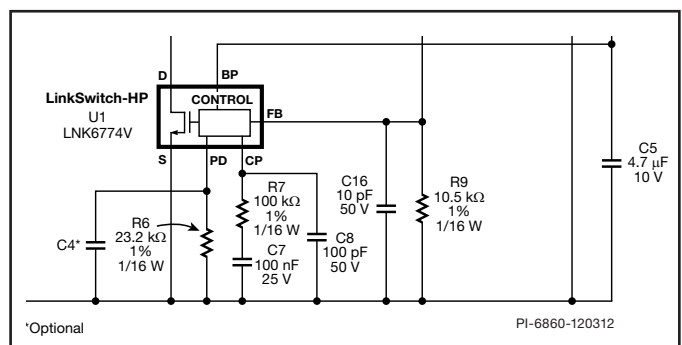 D
BP
LinkSwitch-HP
U1
LNK6774V
CONTROL
FB
S
PD
CP
C5
4.7 µF
10 V
C16
10 pF
50 V
R9
10.5 kΩ
1%
1/16 W
R7
100 kΩ
1%
1/16 W
R6
23.2 kΩ
1%
1/16 W
C4*
C7
100 nF
25 V
C8
100 pF
50 V
*Optional
PI-6860-120312